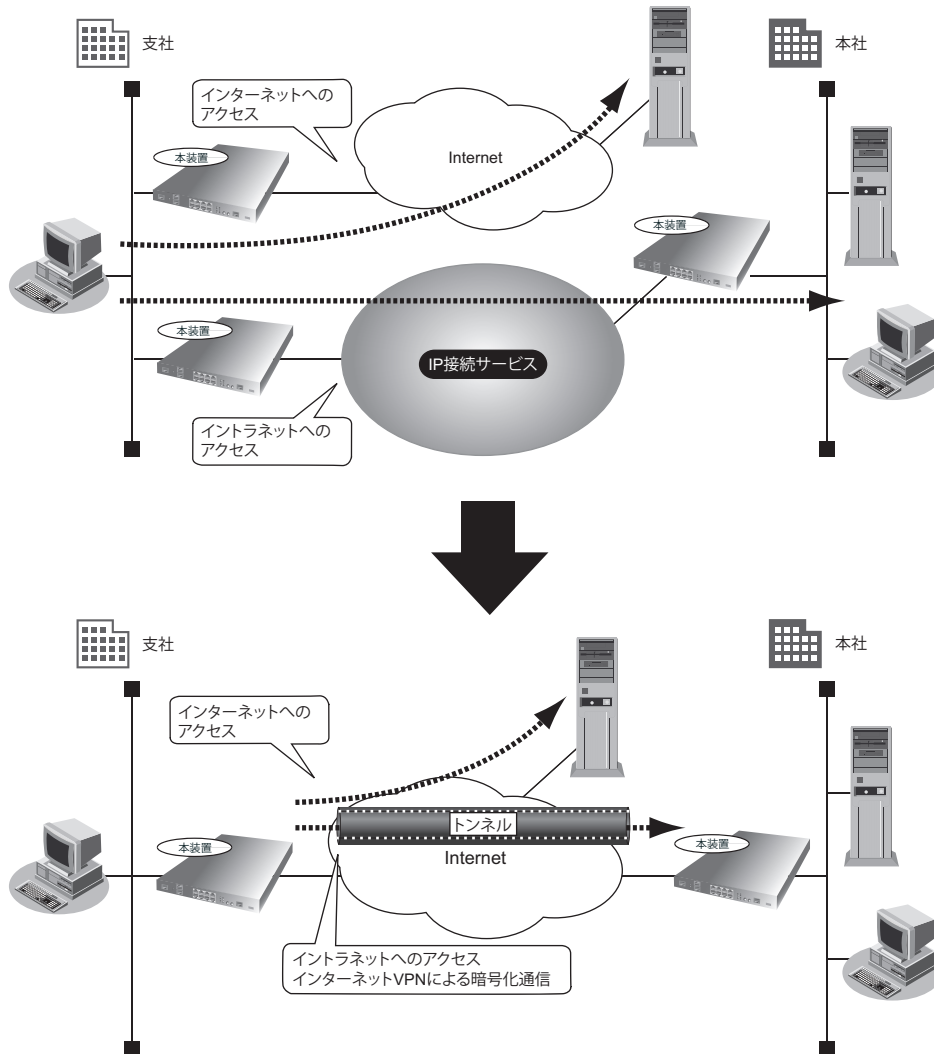 支社
本社
インターネットへの
アクセス
本装置
Internet
本装置
本装置
IP接続サービス
イントラネットへの
アクセス
支社
本社
インターネットへの
アクセス
トンネル
本装置
本装置
Internet
イントラネットへのアクセス
インターネットVPNによる暗号化通信